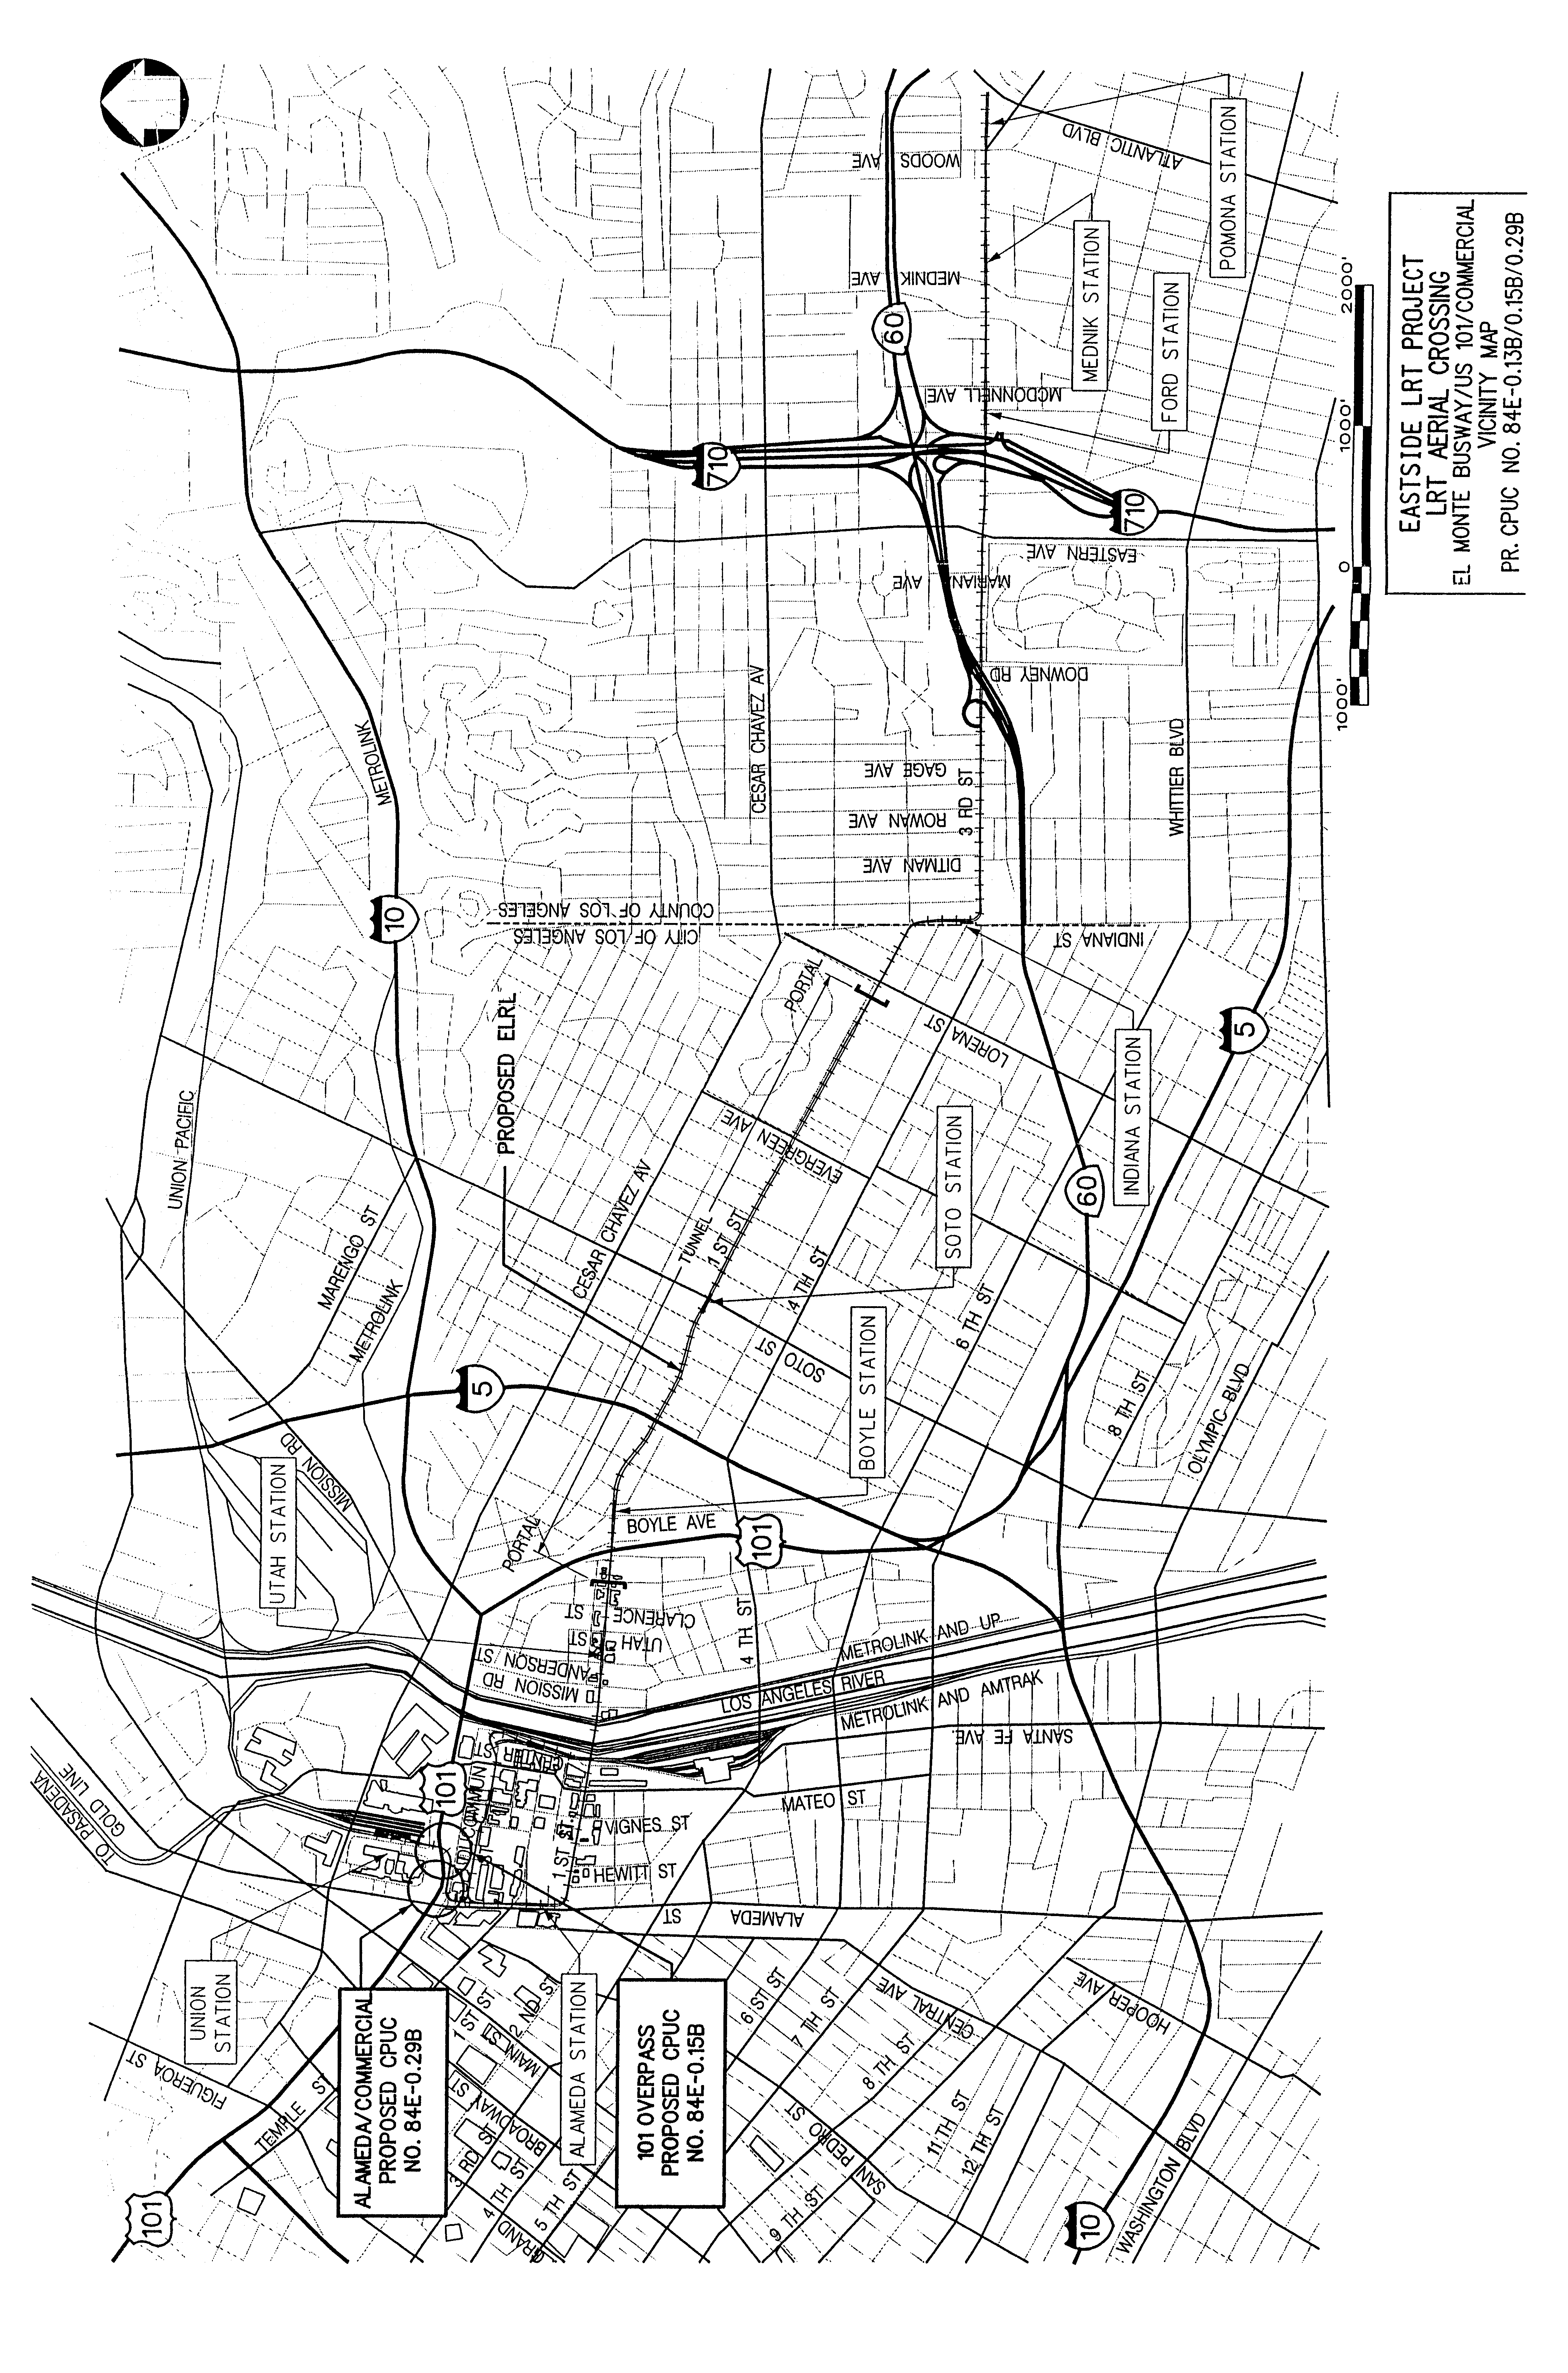 EASTSIDE LRT PROJECT
LRT AERIAL CROSSING
EL MONTE BUSWAY/US 101/COMMERCIAL
VICINITY MAP
PR. CPUC NO. 84E-0.13B/0.15B/0.29B
1000'
0
1000'
2000'
101
FIGUEROA ST
TEMPLE ST
UNION
STATION
ALAMEDA/COMMERCIAL
PROPOSED CPUC
NO. 84E-0.29B
101 OVERPASS
PROPOSED CPUC
NO. 84E-0.15B
ALAMEDA STATION
1 ST
MAIN ST
2 ND ST
BROADWAY ST
3 RD ST
4 TH ST
5 TH ST
GRAND
6 ST ST
7 TH ST
8 TH ST
9 TH ST
11 TH ST
12 TH ST
SAN PEDRO ST
CENTRAL AVE
HOOPER AVE
WASHINGTON BLVD
10
TO PASADENA
GOLD LINE
101
CENTER ST
1 ST ST
VIGNES ST
HEWITT ST
ALAMEDA ST
MATEO ST
SANTA FE AVE.
METROLINK AND AMTRAK
LOS ANGELES RIVER
METROLINK AND UP
MISSION RD
ANDERSON ST
UTAH ST
CLARENCE ST
4 TH ST
UTAH STATION
MISSION RD
PORTAL
BOYLE AVE
101
BOYLE STATION
5
METROLINK
MARENGO ST
UNION PACIFIC
PROPOSED ELRL
CESAR CHAVEZ AV
TUNNEL
1 ST ST
4 TH ST
SOTO ST
6 TH ST
8 TH ST
OLYMPIC BLVD
SOTO STATION
EVERGREEN AVE
60
INDIANA STATION
5
LORENA ST
PORTAL
INDIANA ST
CITY OF LOS ANGELES
COUNTY OF LOS ANGELES
10
METROLINK
CESAR CHAVEZ AV
DITMAN AVE
ROWAN AVE
GAGE AVE
3 RD ST
WHITTIER BLVD
DOWNEY RD
MARIANA AVE
EASTERN AVE
710
710
MCDONNELL AVE
60
FORD STATION
MEDNIK STATION
MEDNIK AVE
WOODS AVE
ATLANTIC BLVD
POMONA STATION